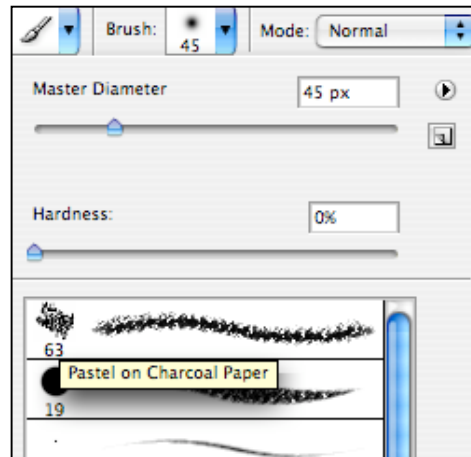 Brush: 45 Mode: Normal
Master Diameter 45 px
Hardness: 0%
63
Pastel on Charcoal Paper
19